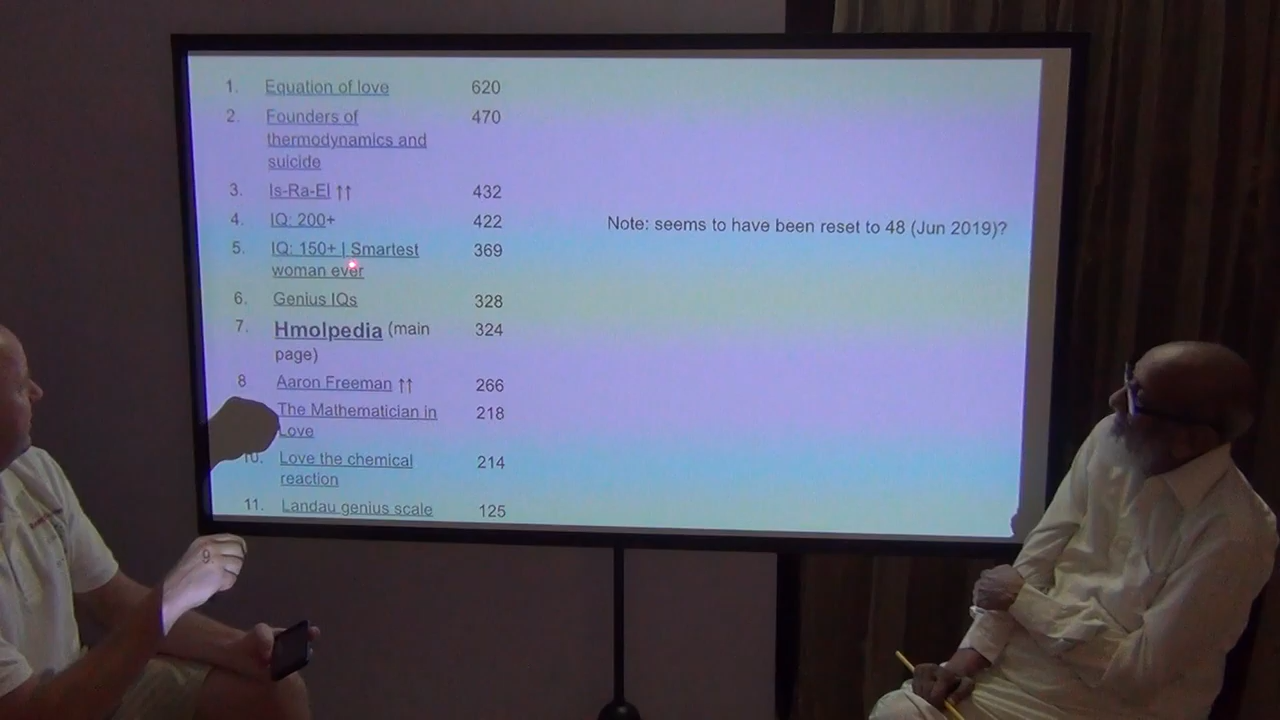 1. Equation of love 620
2. Founders of 470
thermodynamics and
suicide
3. Is-Ra-El ↑↑ 432
4. IQ: 200+ 422
Note: seems to have been reset to 48 (Jun 2019)?
5. IQ: 150+ | Smartest 369
woman ever
6. Genius IQs 328
7. Hmolpedia (main 324
page)
8 Aaron Freeman ↑↑ 266
The Mathematician in 218
Love
9
10. Love the chemical 214
reaction
11. Landau genius scale 125